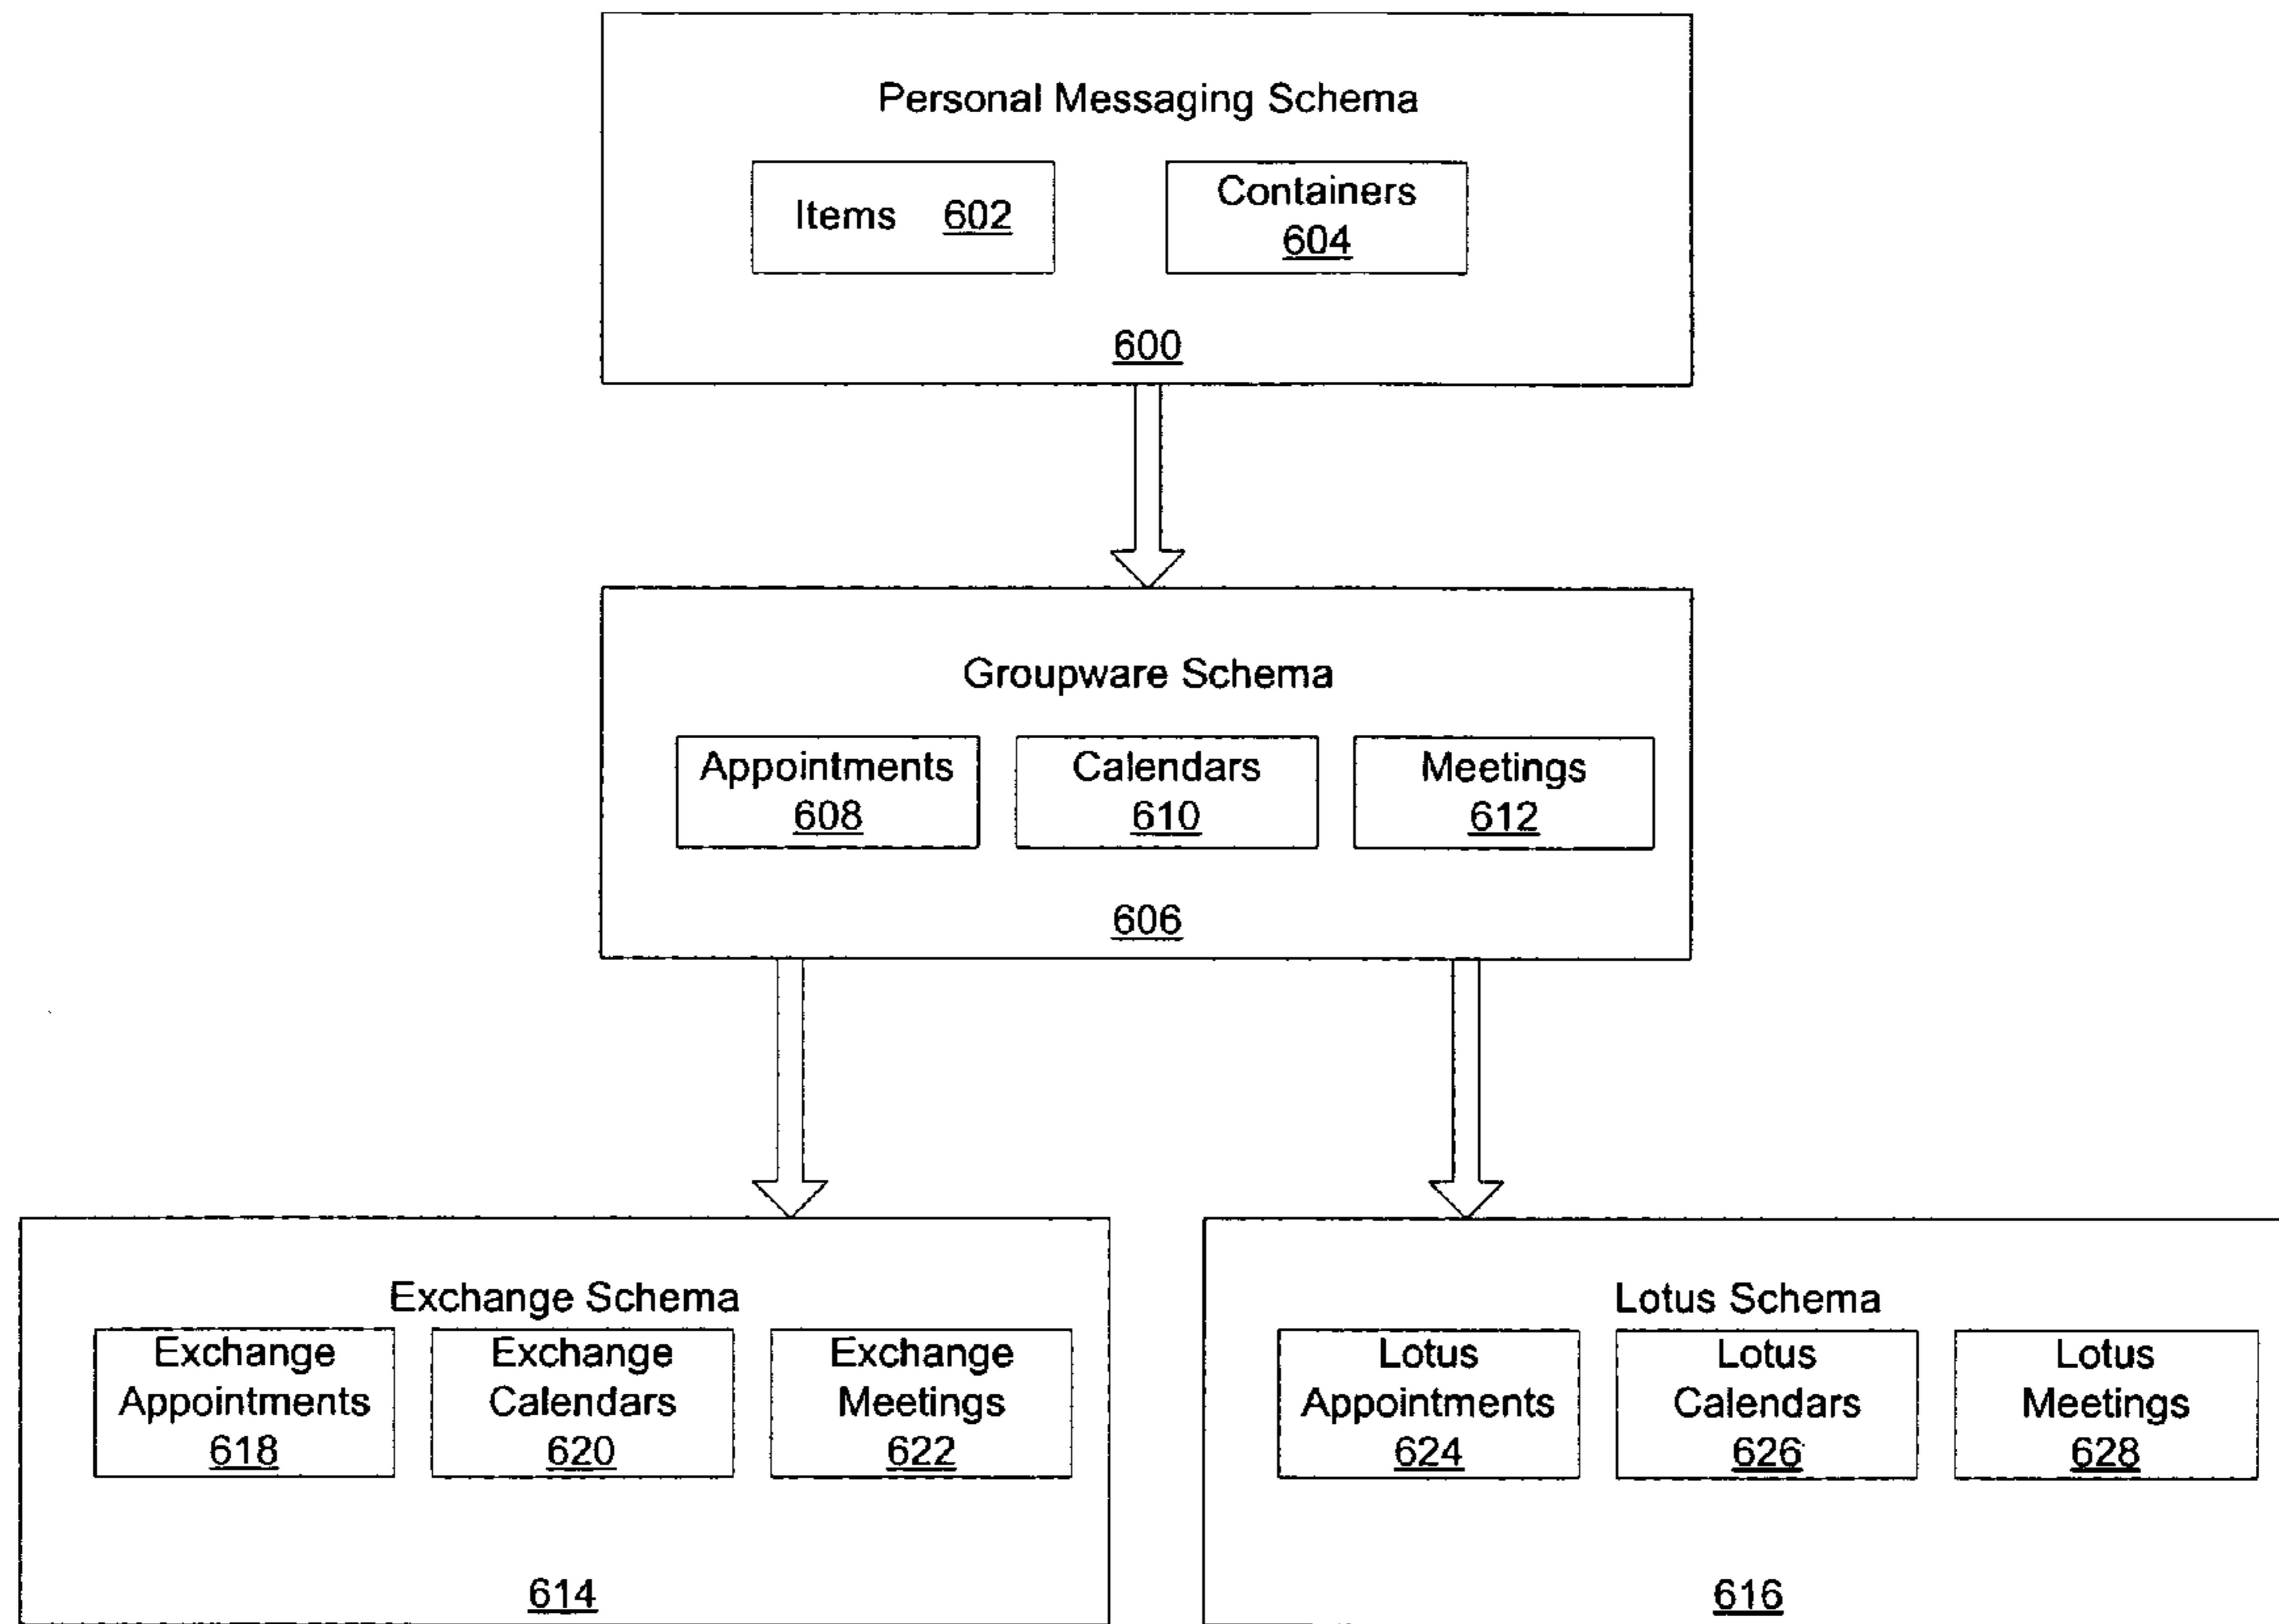 Personal Messaging Schema
Items 602
Containers
604
600
Groupware Schema
Appointments
608
Calendars
610
Meetings
612
606
Exchange Schema
Exchange
Appointments
618
Exchange
Calendars
620
Exchange
Meetings
622
614
Lotus Schema
Lotus
Appointments
624
Lotus
Calendars
626
Lotus
Meetings
628
616